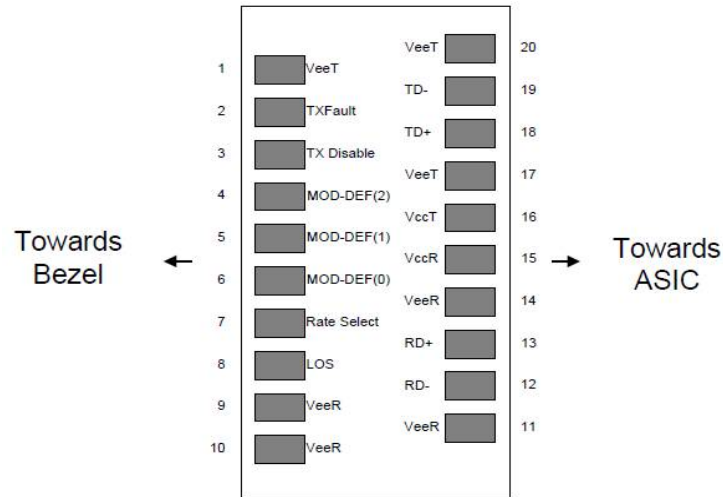 VeeT 20
1 VeeT
TD- 19
2 TXFault
TD+ 18
3 TX Disable
VeeT 17
4 MOD-DEF(2)
VccT 16
5 MOD-DEF(1)
Towards
Bezel
VccR 15
Towards
ASIC
6 MOD-DEF(0)
VeeR 14
7 Rate Select
RD+ 13
8 LOS
RD- 12
9 VeeR
VeeR 11
10 VeeR